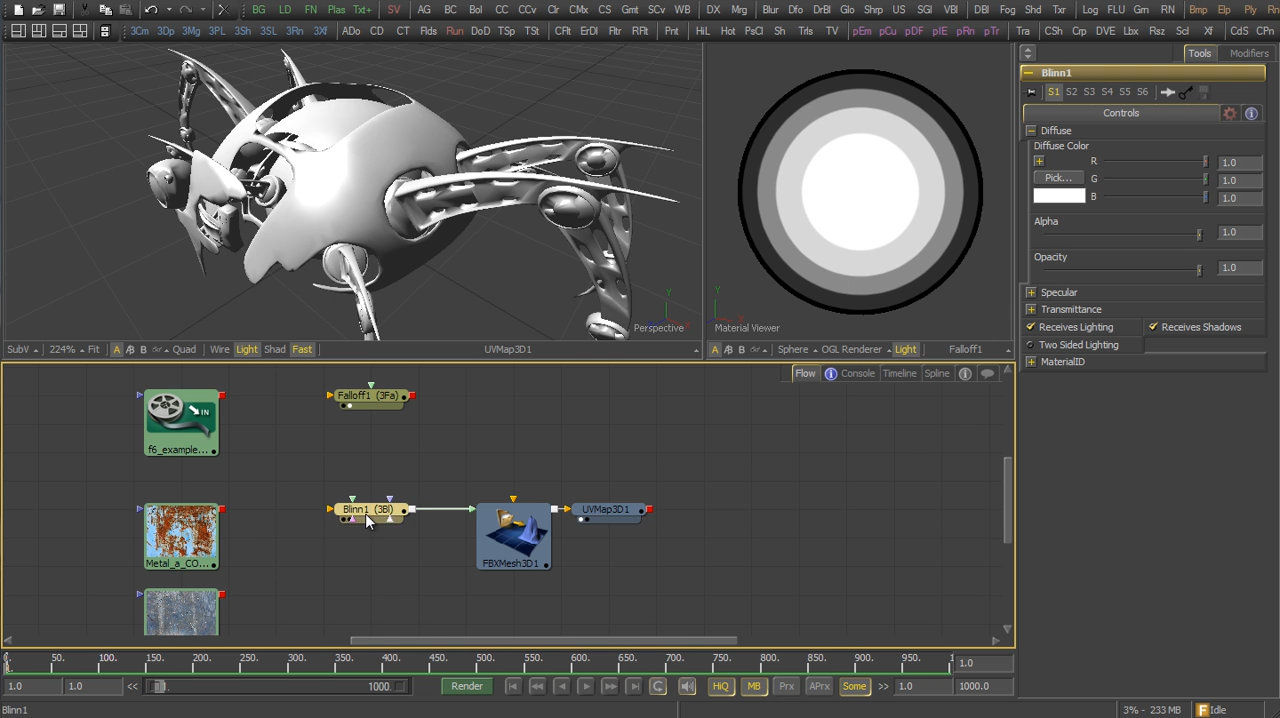 BG LD FN Plas Txt+ SV AG BC Bol CC CCv Clr CMx CS Gmt SCv WB DX Mrg Blur Dfo DrBl Glo Shrp US SGl VBl DBl Fog Shd Txr Log FLU Grn RN Bmp Elp Ply Rn
3Cm 3Dp 3Mg 3PL 3Sh 3SL 3Rn 3Xf ADo CD CT Flds Run DoD TSp TSt CFlt ErDl Fltr RFlt Pnt HiL Hot PsCl Sh Trls TV pEm pCu pDF pIE pRn pTr Tra CSh Crp DVE Lbx Rsz Scl Xf CdS CPn
Tools Modifiers
Blinn1
S1 S2 S3 S4 S5 S6
Controls
Diffuse
Diffuse Color
R 1.0
Pick... G 1.0
B 1.0
Alpha
1.0
Opacity
1.0
Specular
Transmittance
Receives Lighting Receives Shadows
Two Sided Lighting
MaterialID
Y
X
Perspective
Y
X
Material Viewer
SubV 224% Fit A B Quad Wire Light Shad Fast UVMap3D1
A B Sphere OGL Renderer Light Falloff1
Flow Console Timeline Spline
IN
f6_example...
Falloff1 (3Fa)
Metal_a_CO...
Blinn1 (3Bl)
FBXMesh3D1
UVMap3D1
50. 100. 150. 200. 250. 300. 350. 400. 450. 500. 550. 600. 650. 700. 750. 800. 850. 900. 950. 1.0
1.0 1.0 << 1000. Render HiQ MB Prx APrx Some >> 1.0 1000.0
Blinn1 3% - 233 MB Idle